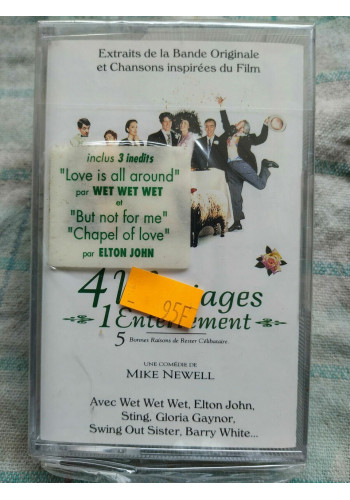 Extraits de la Bande Originale
et Chansons inspirées du Film
inclus 3 inedits
"Love is all around"
par WET WET WET
et
"But not for me"
"Chapel of love"
par ELTON JOHN
4 Mariages
95F
1 Enterrement
5 Bonnes Raisons de Rester Célibataire.
UNE COMÉDIE DE
MIKE NEWELL
Avec Wet Wet Wet, Elton John,
Sting, Gloria Gaynor,
Swing Out Sister, Barry White...